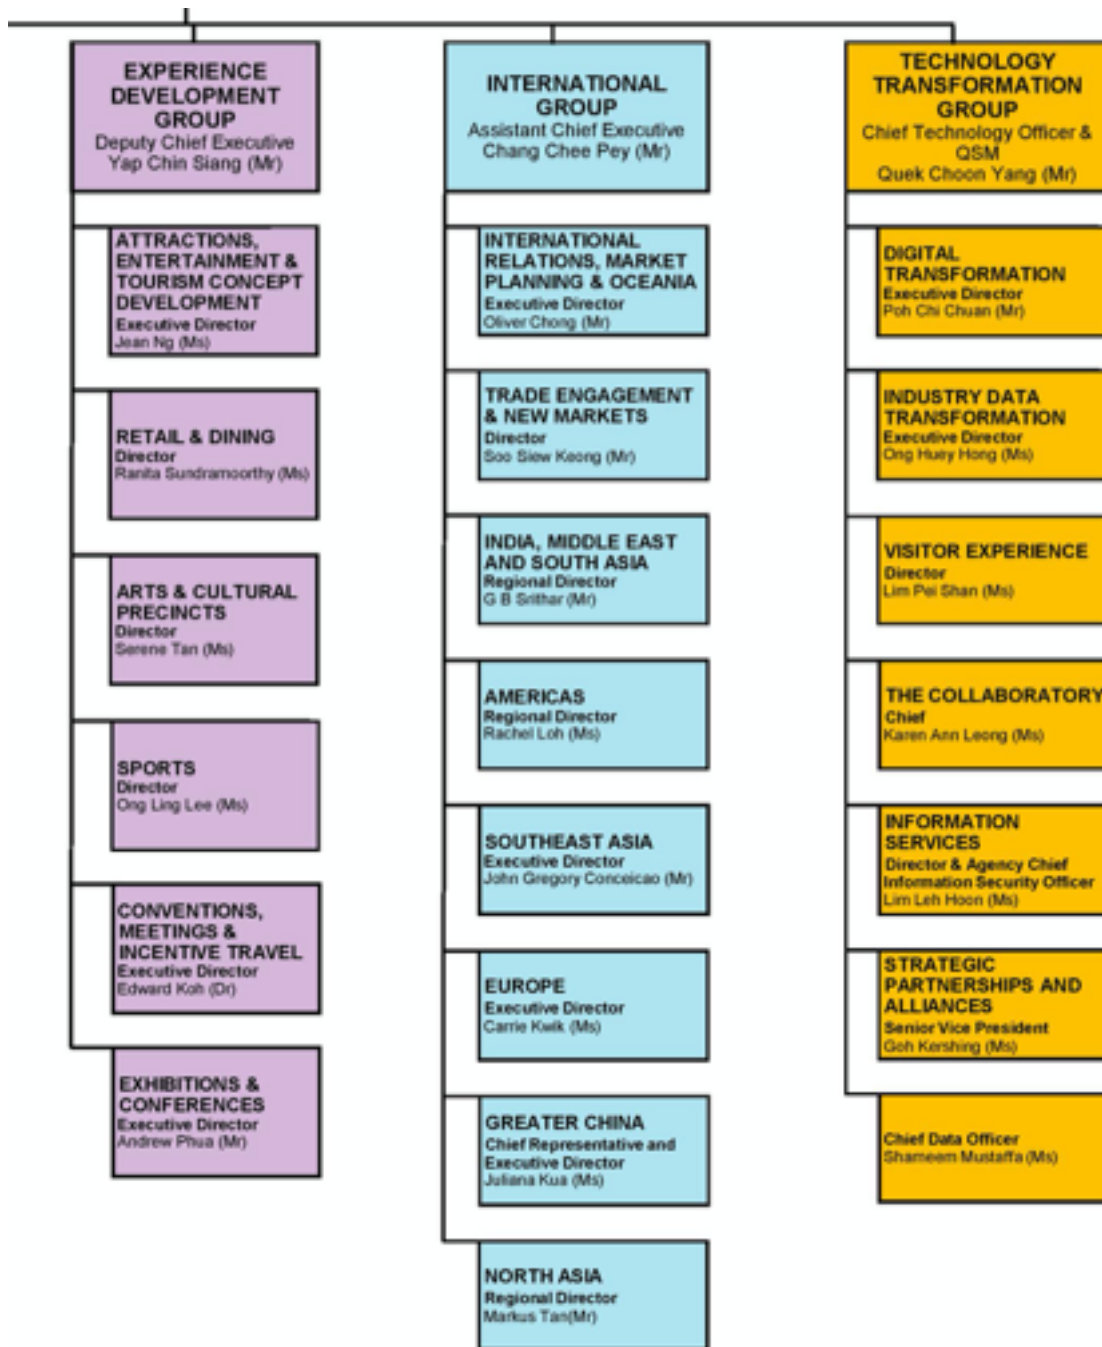 EXPERIENCE
DEVELOPMENT
GROUP
Deputy Chief Executive
Yap Chin Siang (Mr)
ATTRACTIONS,
ENTERTAINMENT &
TOURISM CONCEPT
DEVELOPMENT
Executive Director
Jean Ng (Ms)
RETAIL & DINING
Director
Ranita Sundramoorthy (Ms)
ARTS & CULTURAL
PRECINCTS
Director
Serene Tan (Ms)
SPORTS
Director
Ong Ling Lee (Ms)
CONVENTIONS,
MEETINGS &
INCENTIVE TRAVEL
Executive Director
Edward Koh (Dr)
EXHIBITIONS &
CONFERENCES
Executive Director
Andrew Phua (Mr)
INTERNATIONAL
GROUP
Assistant Chief Executive
Chang Chee Pey (Mr)
INTERNATIONAL
RELATIONS, MARKET
PLANNING & OCEANIA
Executive Director
Oliver Chong (Mr)
TRADE ENGAGEMENT
& NEW MARKETS
Director
Soo Siew Keong (Mr)
INDIA, MIDDLE EAST
AND SOUTH ASIA
Regional Director
G B Srithar (Mr)
AMERICAS
Regional Director
Rachel Loh (Ms)
SOUTHEAST ASIA
Executive Director
John Gregory Conceicao (Mr)
EUROPE
Executive Director
Carrie Kwik (Ms)
GREATER CHINA
Chief Representative and
Executive Director
Juliana Kua (Ms)
NORTH ASIA
Regional Director
Markus Tan(Mr)
TECHNOLOGY
TRANSFORMATION
GROUP
Chief Technology Officer &
QSM
Quek Choon Yang (Mr)
DIGITAL
TRANSFORMATION
Executive Director
Poh Chi Chuan (Mr)
INDUSTRY DATA
TRANSFORMATION
Executive Director
Ong Huey Hong (Ms)
VISITOR EXPERIENCE
Director
Lim Pei Shan (Ms)
THE COLLABORATORY
Chief
Karen Ann Leong (Ms)
INFORMATION
SERVICES
Director & Agency Chief
Information Security Officer
Lim Leh Hoon (Ms)
STRATEGIC
PARTNERSHIPS AND
ALLIANCES
Senior Vice President
Goh Kershing (Ms)
Chief Data Officer
Shameem Mustaffa (Ms)